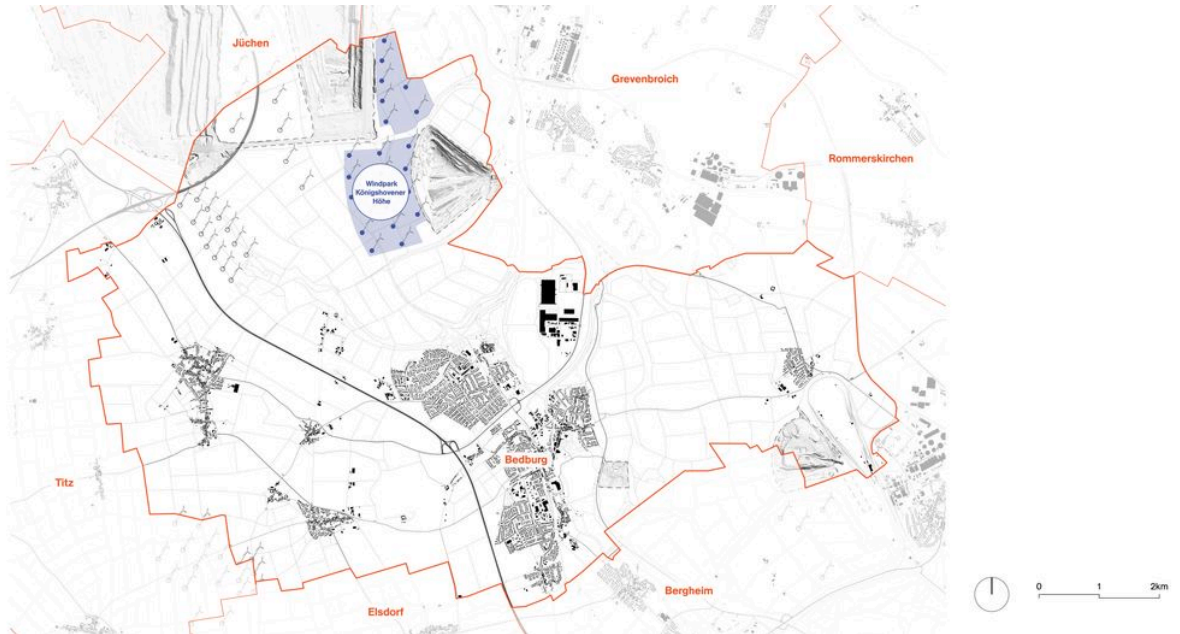 Jüchen
Grevenbroich
Rommerskirchen
Windpark
Königshovener
Höhe
Bedburg
Titz
Elsdorf
Bergheim
0 1 2km